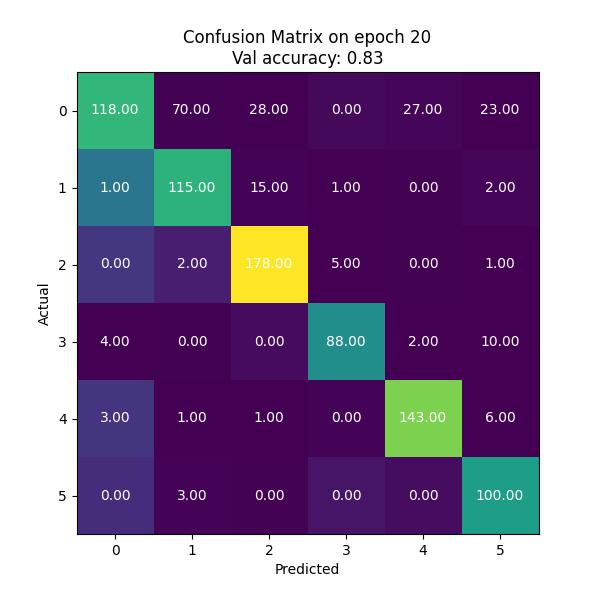 Confusion Matrix on epoch 20
Val accuracy: 0.83
Actual
0 118.00 70.00 28.00 0.00 27.00 23.00
1 1.00 115.00 15.00 1.00 0.00 2.00
2 0.00 2.00 178.00 5.00 0.00 1.00
3 4.00 0.00 0.00 88.00 2.00 10.00
4 3.00 1.00 1.00 0.00 143.00 6.00
5 0.00 3.00 0.00 0.00 0.00 100.00
0 1 2 3 4 5
Predicted